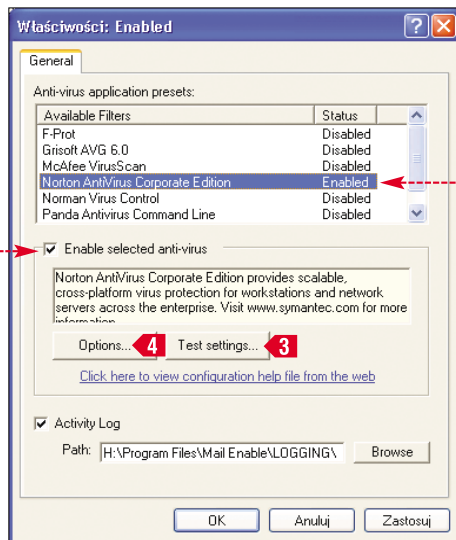 Właściwości: Enabled
General
Anti-virus application presets:
Available Filters Status
F-Prot Disabled
Grisoft AVG 6.0 Disabled
McAfee VirusScan Disabled
Norton AntiVirus Corporate Edition Enabled
Norman Virus Control Disabled
Panda Antivirus Command Line Disabled
Enable selected anti-virus
Norton AntiVirus Corporate Edition provides scalable,
cross-platform virus protection for workstations and network
servers across the enterprise. Visit www.symantec.com for more
information.
Options... 4 Test settings... 3
Click here to view configuration help file from the web
Activity Log
Path: H:\Program Files\Mail Enable\LOGGING\ Browse
OK Anuluj Zastosuj